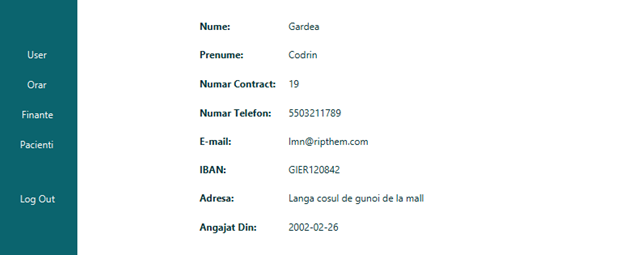 User
Orar
Finante
Pacienti
Log Out
Nume: Gardea
Prenume: Codrin
Numar Contract: 19
Numar Telefon: 5503211789
E-mail: lmn@ripthem.com
IBAN: GIER120842
Adresa: Langa cosul de gunoi de la mall
Angajat Din: 2002-02-26